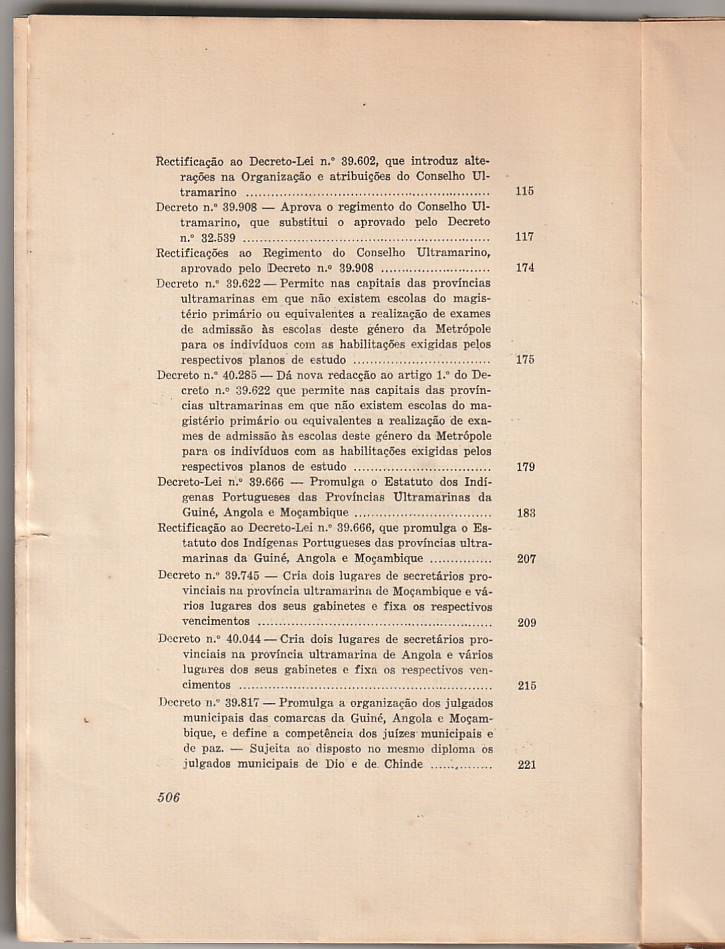 Rectificação ao Decreto-Lei n.º 39.602, que introduz alte-
rações na Organização e atribuições do Conselho Ul-
tramarino ............................................................ 115
Decreto n.º 39.908 — Aprova o regimento do Conselho Ul-
tramarino, que substitui o aprovado pelo Decreto
n.º 32.539 ........................................................... 117
Rectificações ao Regimento do Conselho Ultramarino,
aprovado pelo Decreto n.º 39.908 .......................... 174
Decreto n.º 39.622 — Permite nas capitais das províncias
ultramarinas em que não existem escolas do magis-
tério primário ou equivalentes a realização de exames
de admissão às escolas deste género da Metrópole
para os indivíduos com as habilitações exigidas pelos
respectivos planos de estudo ................................. 175
Decreto n.º 40.285 — Dá nova redacção ao artigo 1.º do De-
creto n.º 39.622 que permite nas capitais das provín-
cias ultramarinas em que não existem escolas do ma-
gistério primário ou equivalentes a realização de exa-
mes de admissão às escolas deste género da Metrópole
para os indivíduos com as habilitações exigidas pelos
respectivos planos de estudo ................................. 179
Decreto-Lei n.º 39.666 — Promulga o Estatuto dos Indí-
genas Portugueses das Províncias Ultramarinas da
Guiné, Angola e Moçambique ................................. 183
Rectificação ao Decreto-Lei n.º 39.666, que promulga o Es-
tatuto dos Indígenas Portugueses das províncias ultra-
marinas da Guiné, Angola e Moçambique ............... 207
Decreto n.º 39.745 — Cria dois lugares de secretários pro-
vinciais na província ultramarina de Moçambique e vá-
rios lugares dos seus gabinetes e fixa os respectivos
vencimentos ........................................................ 209
Decreto n.º 40.044 — Cria dois lugares de secretários pro-
vinciais na província ultramarina de Angola e vários
lugares dos seus gabinetes e fixa os respectivos ven-
cimentos ............................................................ 215
Decreto n.º 39.817 — Promulga a organização dos julgados
municipais das comarcas da Guiné, Angola e Moçam-
bique, e define a competência dos juízes municipais e
de paz. — Sujeita ao disposto no mesmo diploma os
julgados municipais de Dio e de Chinde ............... 221
506